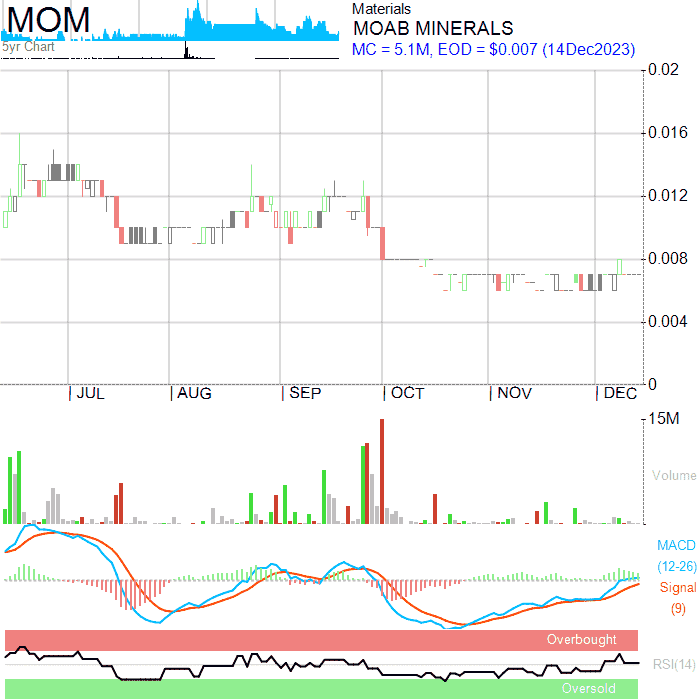 MOM
5yr Chart
Materials
MOAB MINERALS
MC = 5.1M, EOD = $0.007 (14Dec2023)
0.02
0.016
0.012
0.008
0.004
0
JUL AUG SEP OCT NOV DEC
15M
Volume
MACD
(12-26)
Signal
(9)
Overbought
RSI(14)
Oversold